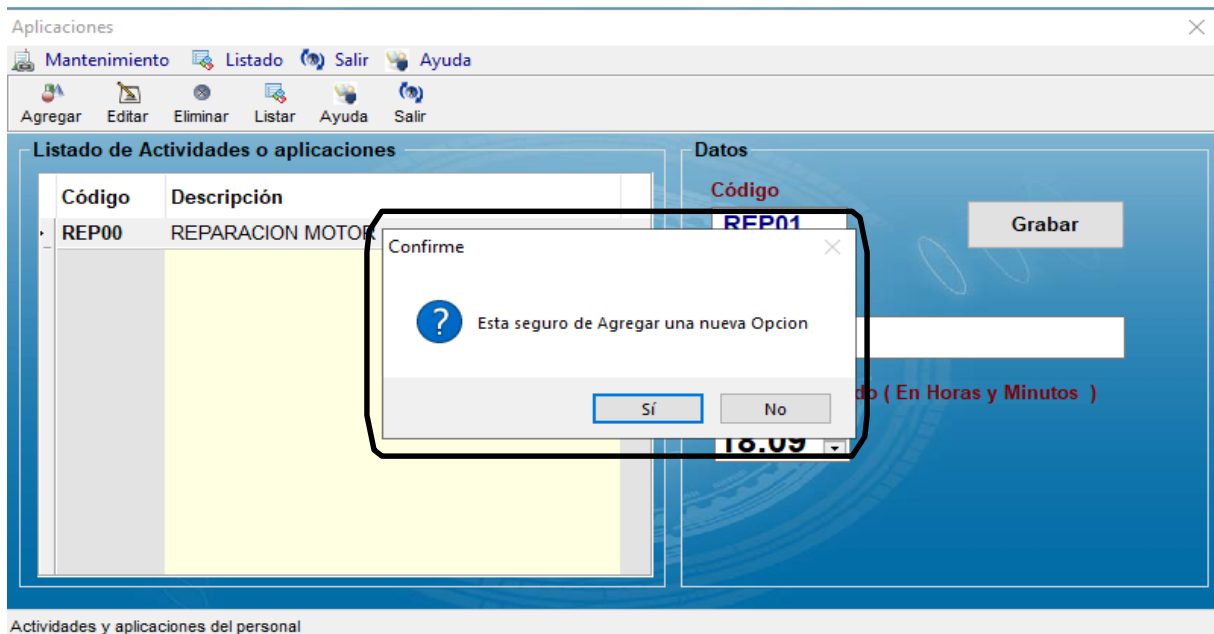 Aplicaciones
Mantenimiento Listado Salir Ayuda
Agregar Editar Eliminar Listar Ayuda Salir
Listado de Actividades o aplicaciones
Código Descripción
REP00 REPARACION MOTOR
Datos
Código
REP01
Grabar
do ( En Horas y Minutos )
18:09
Confirme
Esta seguro de Agregar una nueva Opcion
Sí No
Actividades y aplicaciones del personal